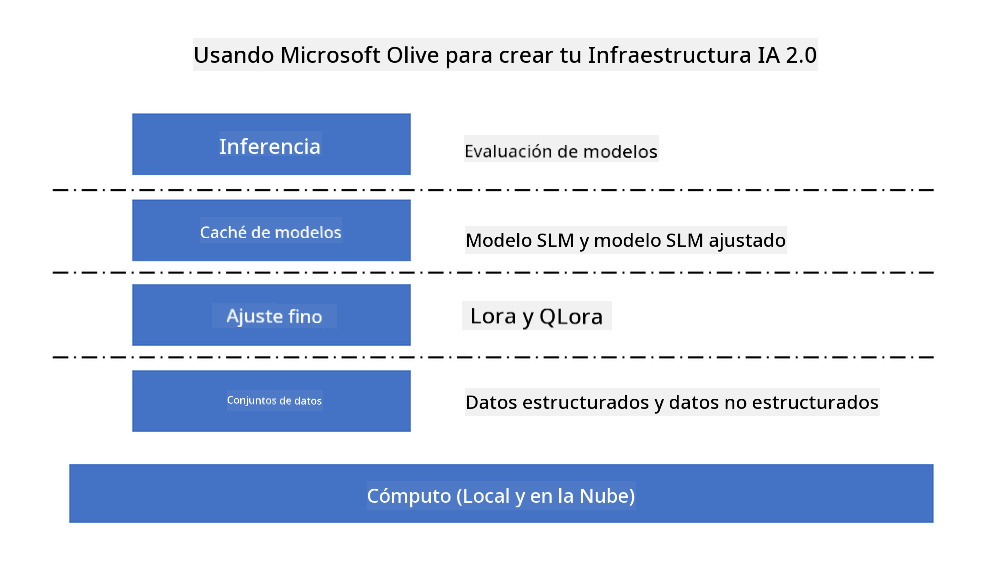 Usando Microsoft Olive para crear tu Infraestructura IA 2.0
Inferencia
Evaluación de modelos
Caché de modelos
Modelo SLM y modelo SLM ajustado
Ajuste fino
Lora y QLora
Conjuntos de datos
Datos estructurados y datos no estructurados
Cómputo (Local y en la Nube)